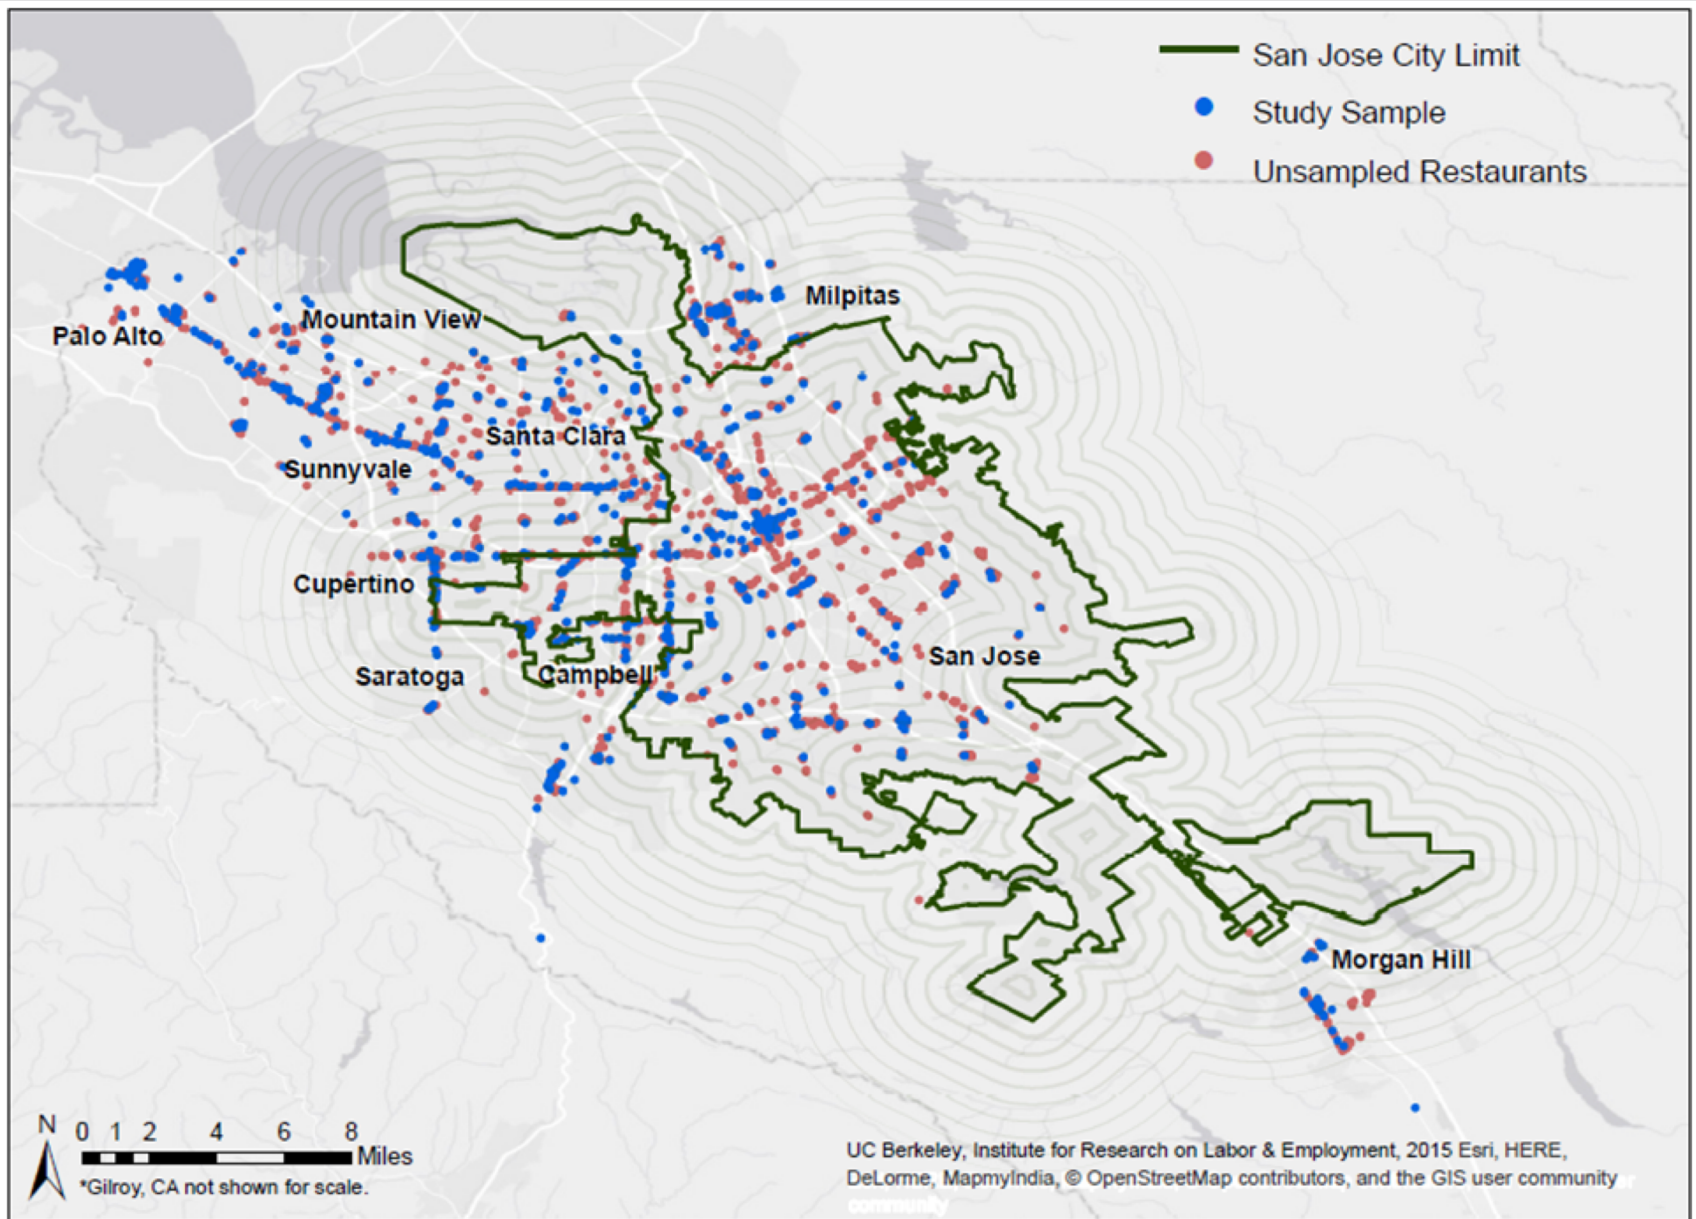 San Jose City Limit
Study Sample
Unsampled Restaurants
Milpitas
Mountain View
Palo Alto
Santa Clara
Sunnyvale
Cupertino
San Jose
Saratoga
Campbell
Morgan Hill
N
0 1 2 4 6 8
Miles
*Gilroy, CA not shown for scale.
UC Berkeley, Institute for Research on Labor & Employment, 2015 Esri, HERE,
DeLorme, MapmyIndia, © OpenStreetMap contributors, and the GIS user community
community